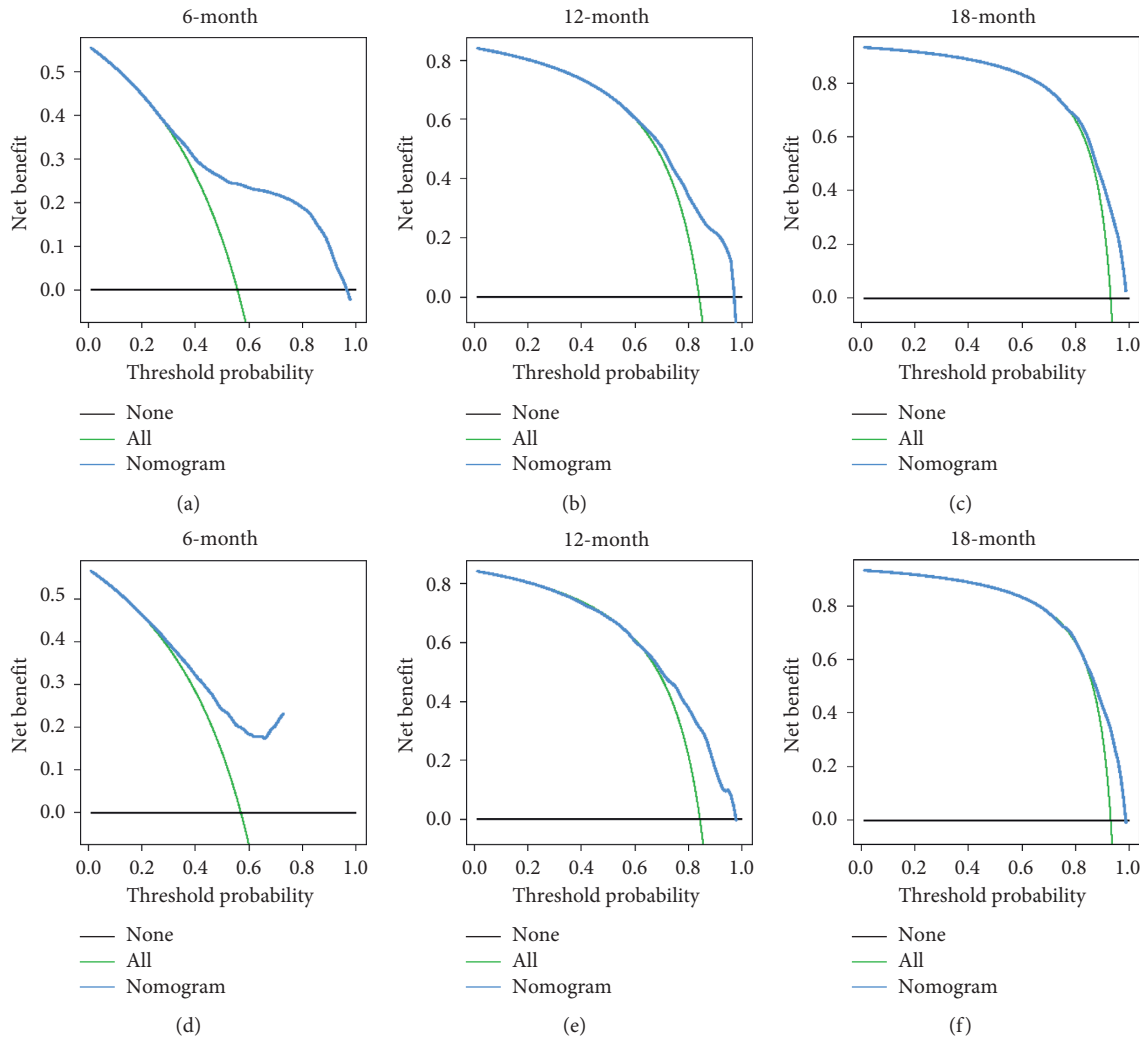 6-month
Net benefit
0.5
0.4
0.3
0.2
0.1
0.0
0.0 0.2 0.4 0.6 0.8 1.0
Threshold probability
None
All
Nomogram
(a)
12-month
Net benefit
0.8
0.6
0.4
0.2
0.0
0.0 0.2 0.4 0.6 0.8 1.0
Threshold probability
None
All
Nomogram
(b)
18-month
Net benefit
0.8
0.6
0.4
0.2
0.0
0.0 0.2 0.4 0.6 0.8 1.0
Threshold probability
None
All
Nomogram
(c)
6-month
Net benefit
0.5
0.4
0.3
0.2
0.1
0.0
0.0 0.2 0.4 0.6 0.8 1.0
Threshold probability
None
All
Nomogram
(d)
12-month
Net benefit
0.8
0.6
0.4
0.2
0.0
0.0 0.2 0.4 0.6 0.8 1.0
Threshold probability
None
All
Nomogram
(e)
18-month
Net benefit
0.8
0.6
0.4
0.2
0.0
0.0 0.2 0.4 0.6 0.8 1.0
Threshold probability
None
All
Nomogram
(f)